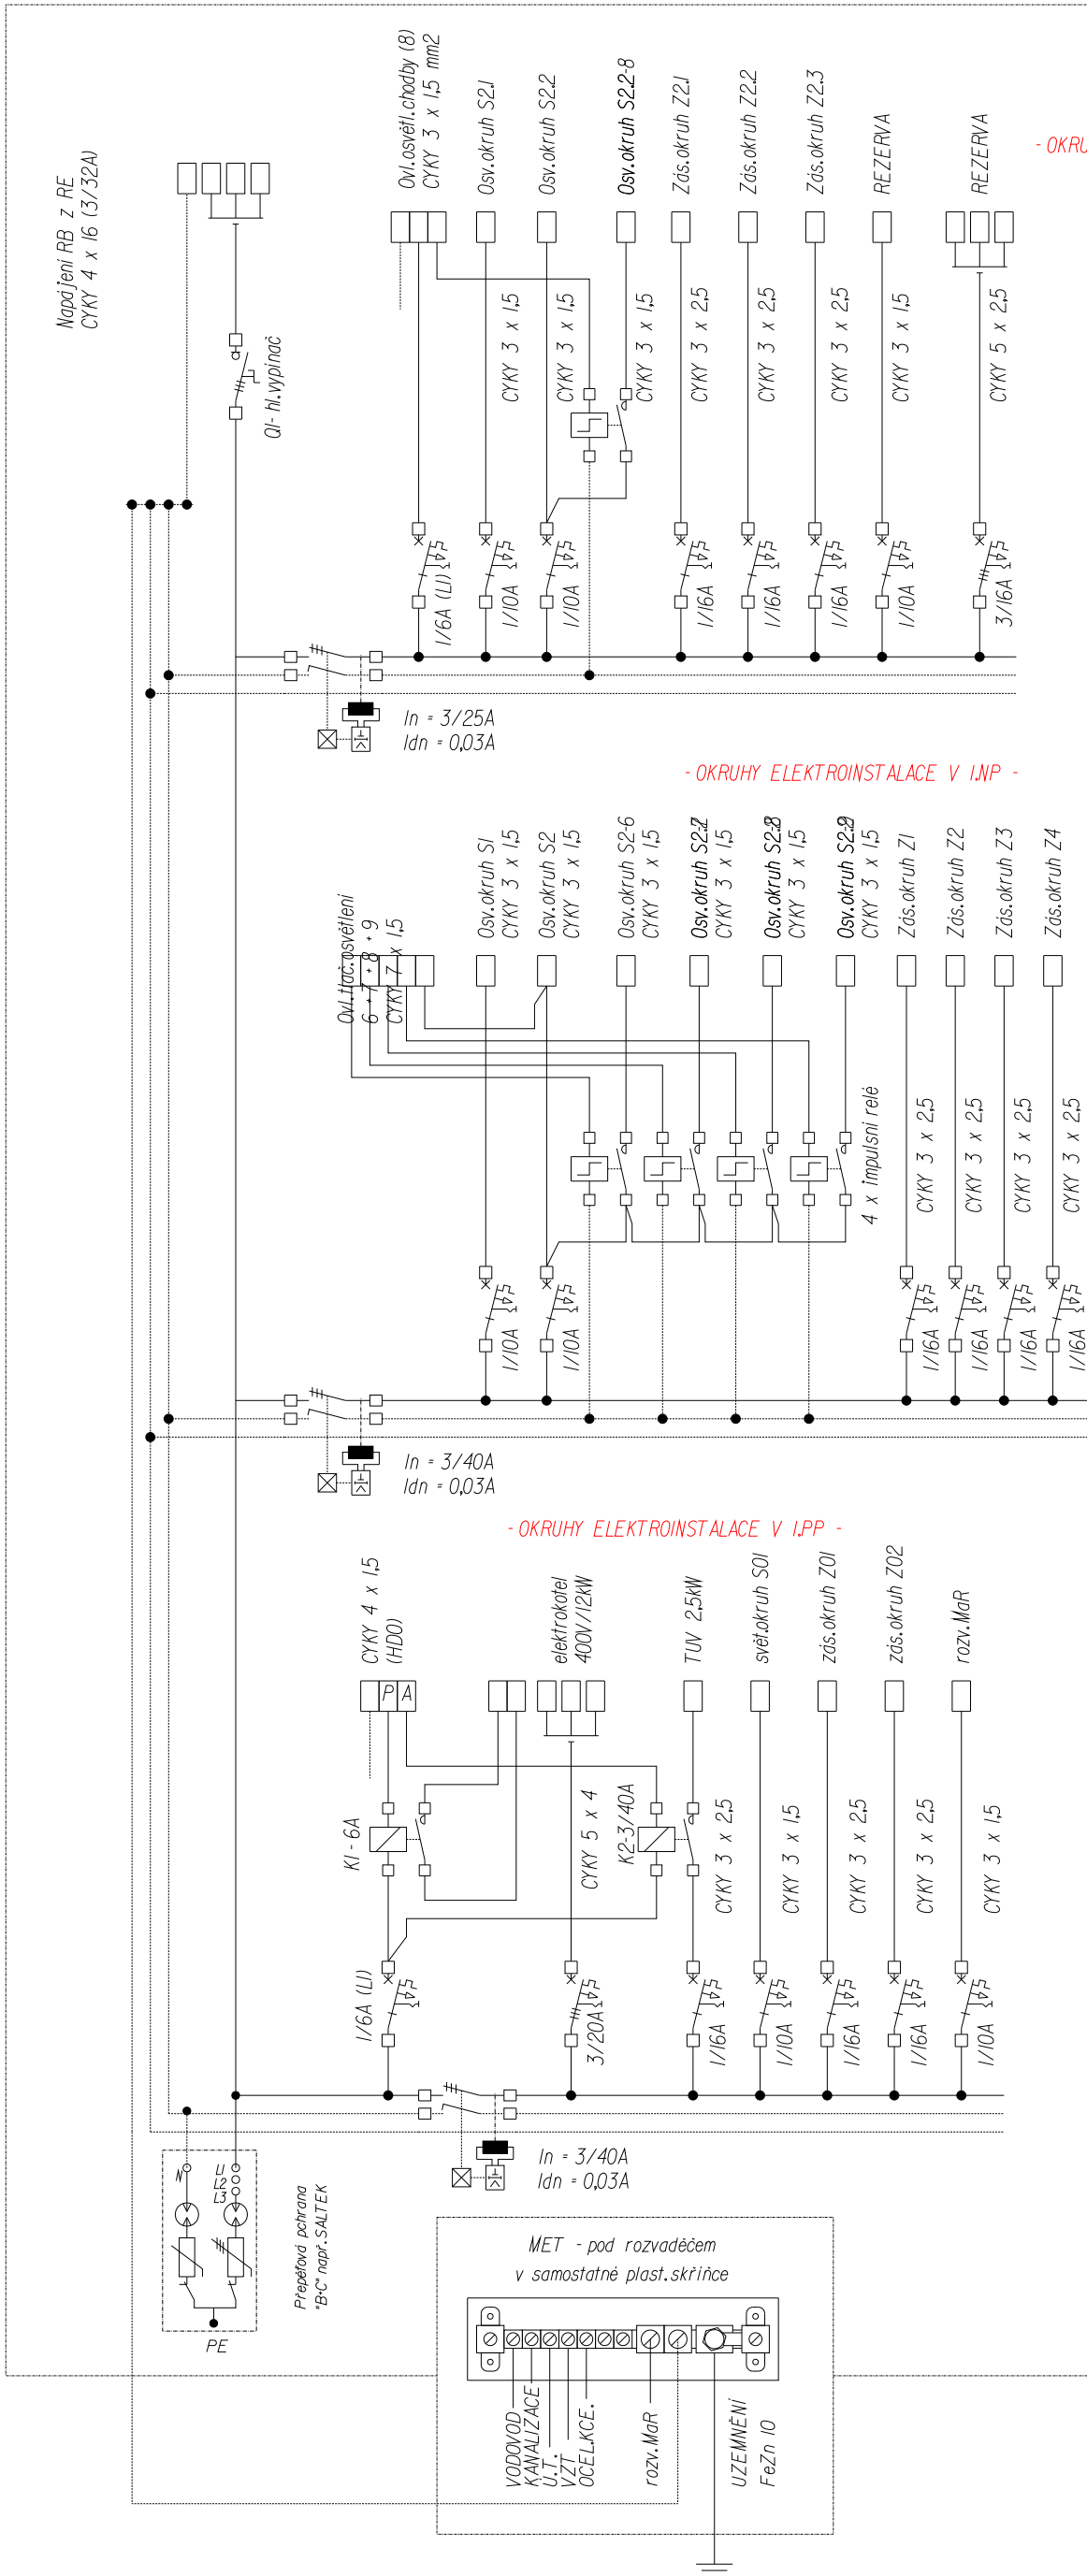 Napájení RB z RE
CYKY 4 x 16 (3/32A)
Q1- hl.vypínač
Ovl.osvětl.chodby (8)
CYKY 3 x 1,5 mm2
Osv.okruh S2.1
Osv.okruh S2.2
Osv.okruh S2.2-8
Zás.okruh Z2.1
Zás.okruh Z2.2
Zás.okruh Z2.3
REZERVA
REZERVA
- OKRU
CYKY 3 x 1,5
CYKY 3 x 1,5
CYKY 3 x 1,5
CYKY 3 x 2,5
CYKY 3 x 2,5
CYKY 3 x 2,5
CYKY 3 x 1,5
CYKY 5 x 2,5
1/6A (L1)
1/10A
1/10A
1/16A
1/16A
1/16A
1/10A
3/16A
In = 3/25A
Idn = 0,03A
- OKRUHY ELEKTROINSTALACE V 1.NP -
Ovl.tlač.osvětlení
6 + 7 + 8 + 9
CYKY 7 x 1,5
Osv.okruh S1
CYKY 3 x 1,5
Osv.okruh S2
CYKY 3 x 1,5
Osv.okruh S2-6
CYKY 3 x 1,5
Osv.okruh
CYKY 3 x 1,5
Osv.okruh
CYKY 3 x 1,5
Osv.okruh
CYKY 3 x 1,5
Zás.okruh Z1
Zás.okruh Z2
Zás.okruh Z3
Zás.okruh Z4
4 x impulsní relé
CYKY 3 x 2,5
CYKY 3 x 2,5
CYKY 3 x 2,5
CYKY 3 x 2,5
1/10A
1/10A
1/16A
1/16A
1/16A
1/16A
In = 3/40A
Idn = 0,03A
- OKRUHY ELEKTROINSTALACE V 1.PP -
CYKY 4 x 1,5
(HDO)
P A
elektrokotel
400V/12kW
TUV 2,5kW
svět.okruh S01
zás.okruh Z01
zás.okruh Z02
rozv.MaR
K1 - 6A
CYKY 5 x 4
K2-3/40A
CYKY 3 x 2,5
CYKY 3 x 1,5
CYKY 3 x 2,5
CYKY 3 x 2,5
CYKY 3 x 1,5
1/6A (L1)
3/20A
1/16A
1/10A
1/16A
1/16A
1/10A
In = 3/40A
Idn = 0,03A
N
L1
L2
L3
Přepěťová pchrana
"B+C" např.SALTEK
PE
MET - pod rozvaděčem
v samostatné plast.skříňce
VODOVOD
KANALIZACE
Ú.T.
VZT
OCEL.KCE.
rozv.MaR
UZEMNĚNÍ
FeZn 10